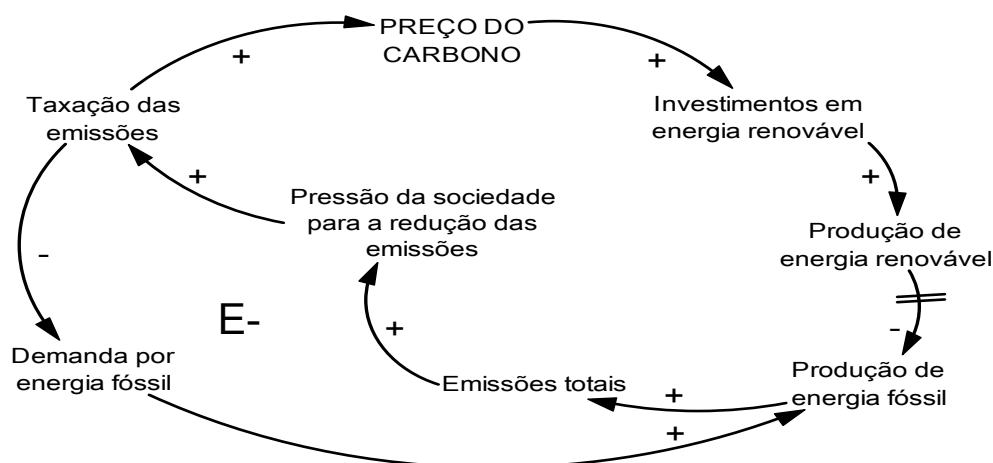 PREÇO DO
CARBONO
+
+
Taxação das
emissões
Investimentos em
energia renovável
+
+
Pressão da sociedade
para a redução das
emissões
Produção de
energia renovável
-
E-
+
-
Demanda por
energia fóssil
Emissões totais
+
Produção de
energia fóssil
+